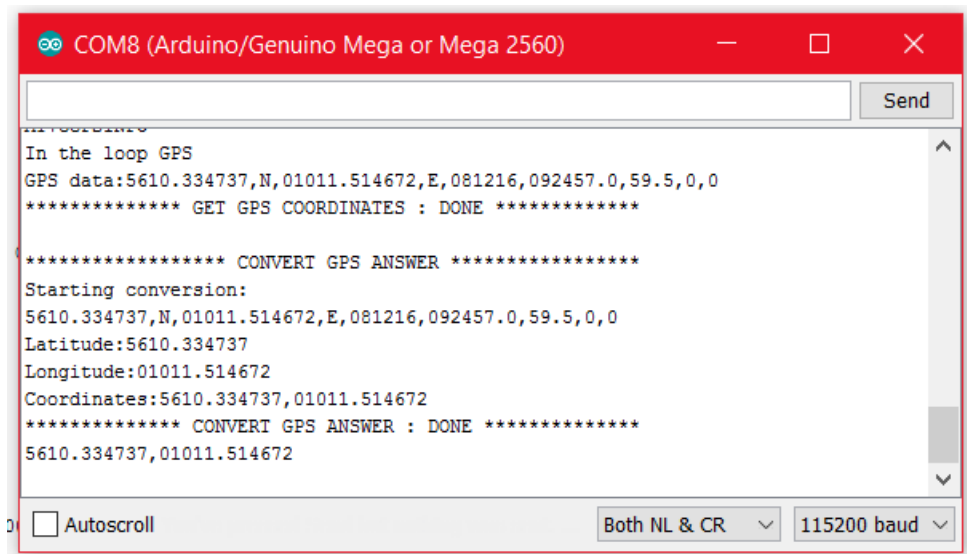 COM8 (Arduino/Genuino Mega or Mega 2560)
Send
In the loop GPS
GPS data:5610.334737,N,01011.514672,E,081216,092457.0,59.5,0,0
************** GET GPS COORDINATES : DONE *************
****************** CONVERT GPS ANSWER *****************
Starting conversion:
5610.334737,N,01011.514672,E,081216,092457.0,59.5,0,0
Latitude:5610.334737
Longitude:01011.514672
Coordinates:5610.334737,01011.514672
************** CONVERT GPS ANSWER : DONE **************
5610.334737,01011.514672
Autoscroll Both NL & CR 115200 baud